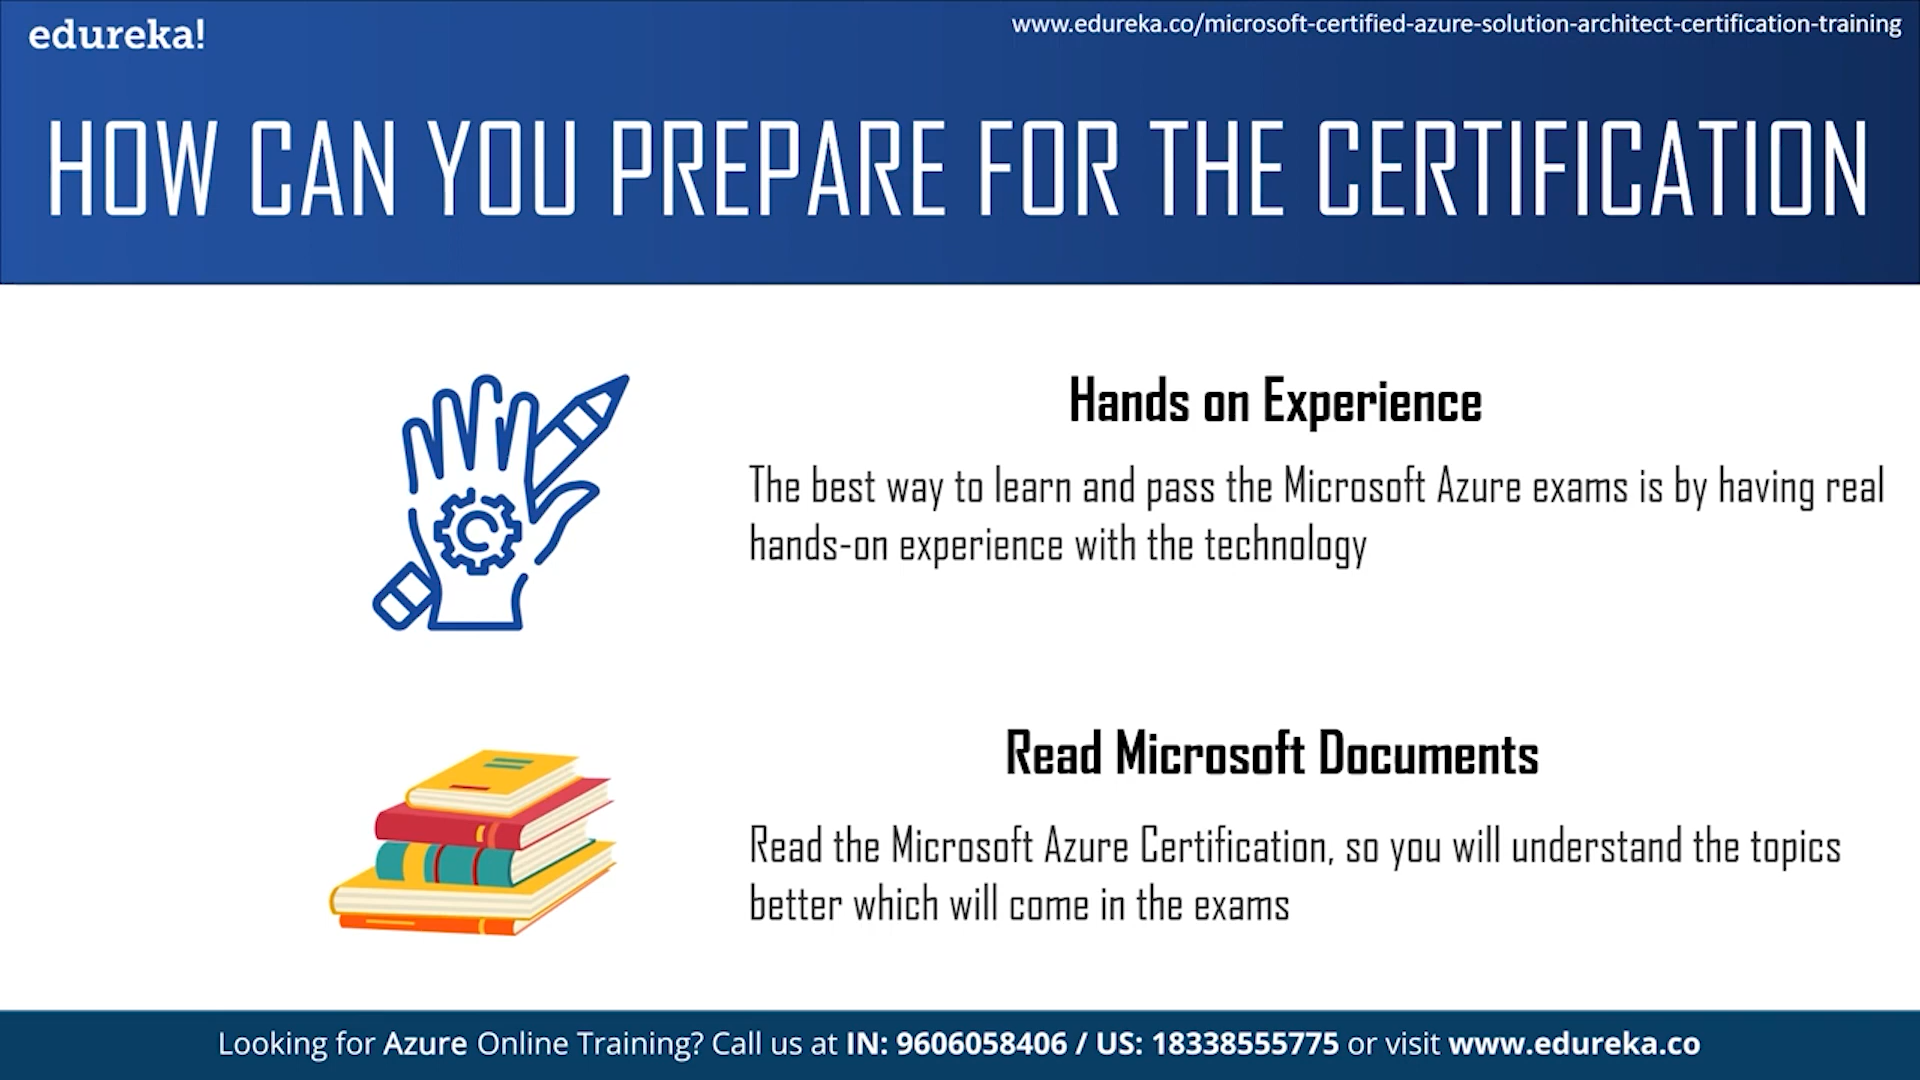 edureka!
www.edureka.co/microsoft-certified-azure-solution-architect-certification-training
HOW CAN YOU PREPARE FOR THE CERTIFICATION
Hands on Experience
The best way to learn and pass the Microsoft Azure exams is by having real
hands-on experience with the technology
Read Microsoft Documents
Read the Microsoft Azure Certification, so you will understand the topics
better which will come in the exams
Looking for Azure Online Training? Call us at IN: 9606058406 / US: 18338555775 or visit www.edureka.co